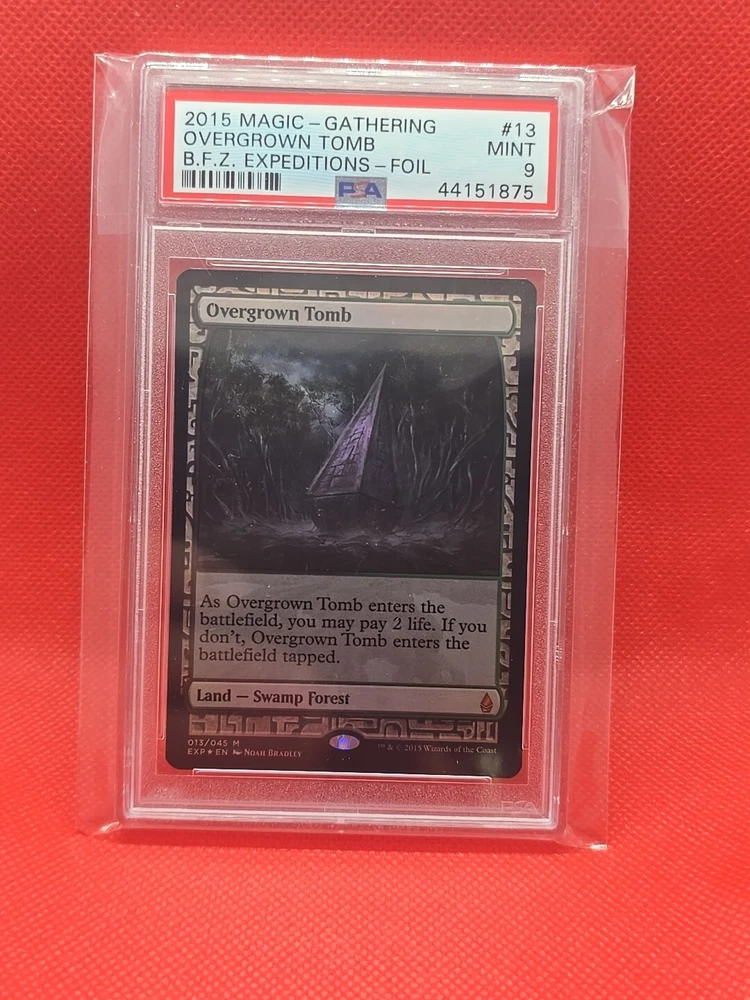 2015 MAGIC-GATHERING #13
OVERGROWN TOMB MINT
B.F.Z. EXPEDITIONS-FOIL 9
PSA 44151875
Overgrown Tomb
As Overgrown Tomb enters the
battlefield, you may pay 2 life. If you
don't, Overgrown Tomb enters the
battlefield tapped.
Land — Swamp Forest
013/045 M
EXP★EN Noah Bradley
™ & © 2015 Wizards of the Coast